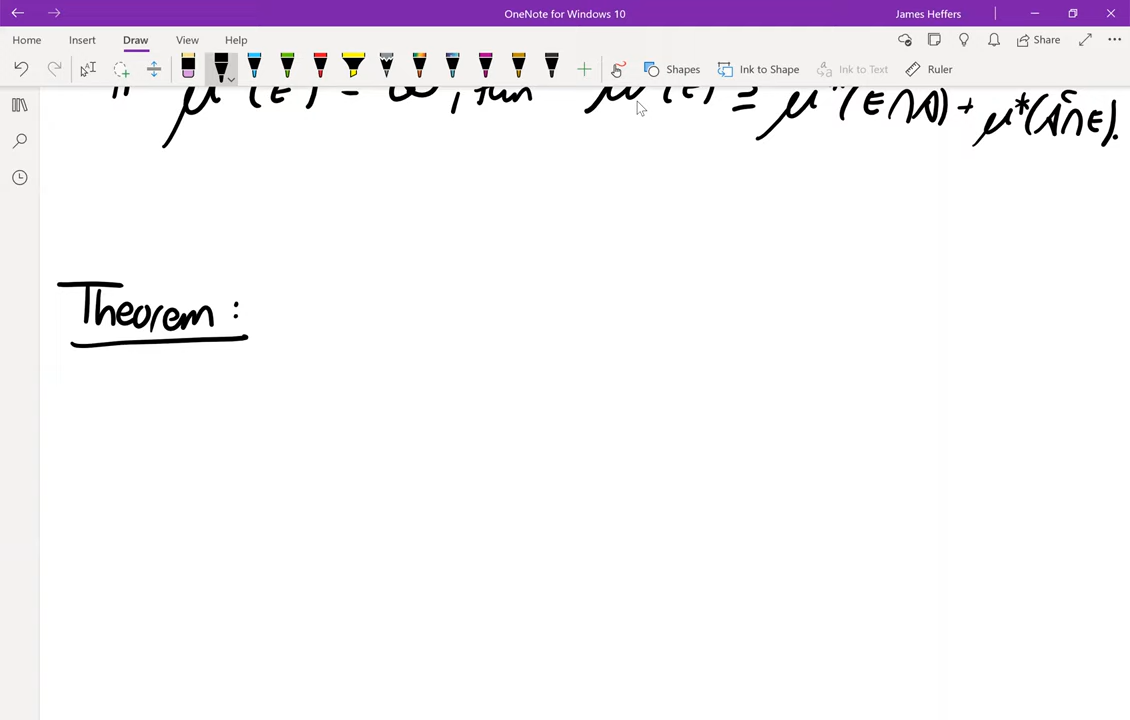 OneNote for Windows 10
James Heffers
Home Insert Draw View Help
Share
Shapes Ink to Shape Ink to Text Ruler
μ (E) = ∞, μ*(E) ≥ μ*(E∩A) + μ*(Aᶜ∩E).
Theorem: